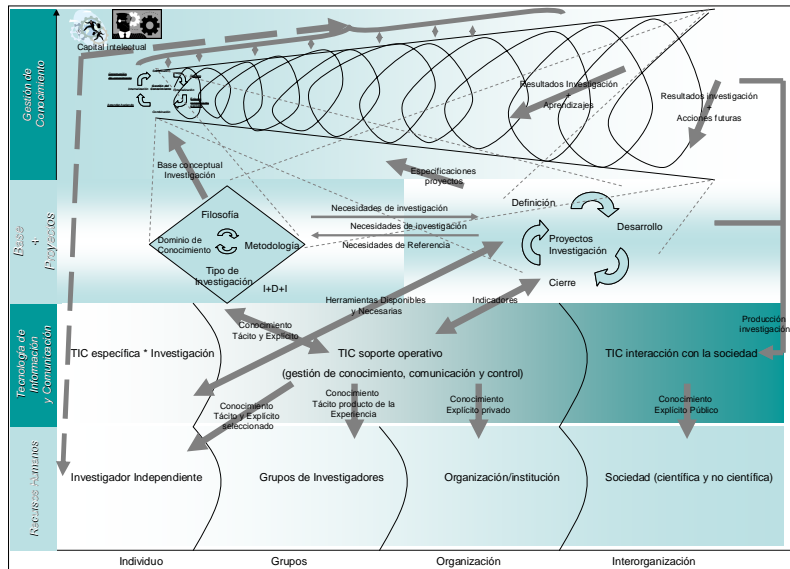 Capital intelectual
Gestión de
Conocimiento
Resultados Investigación
+
Aprendizajes
Resultados investigación
+
Acciones futuras
Base conceptual
Investigación
Especificaciones
proyectos
Base
+
Proyectos
Filosofía
Dominio de
Conocimiento
Metodología
Tipo de
Investigación
I+D+I
Necesidades de investigación
Necesidades de investigación
Necesidades de Referencia
Definición
Desarrollo
Proyectos
Investigación
Cierre
Herramientas Disponibles
y Necesarias
Indicadores
Producción
investigación
Tecnología de
Información
y Comunicación
Conocimiento
Tácito y Explícito
TIC específica * Investigación
TIC soporte operativo
(gestión de conocimiento, comunicación y control)
TIC interacción con la sociedad
Conocimiento
Tácito y Explícito
seleccionado
Conocimiento
Tácito producto de la
Experiencia
Conocimiento
Explícito privado
Conocimiento
Explícito Público
Recursos Humanos
Investigador Independiente
Grupos de Investigadores
Organización/institución
Sociedad (científica y no científica)
Individuo
Grupos
Organización
Interorganización